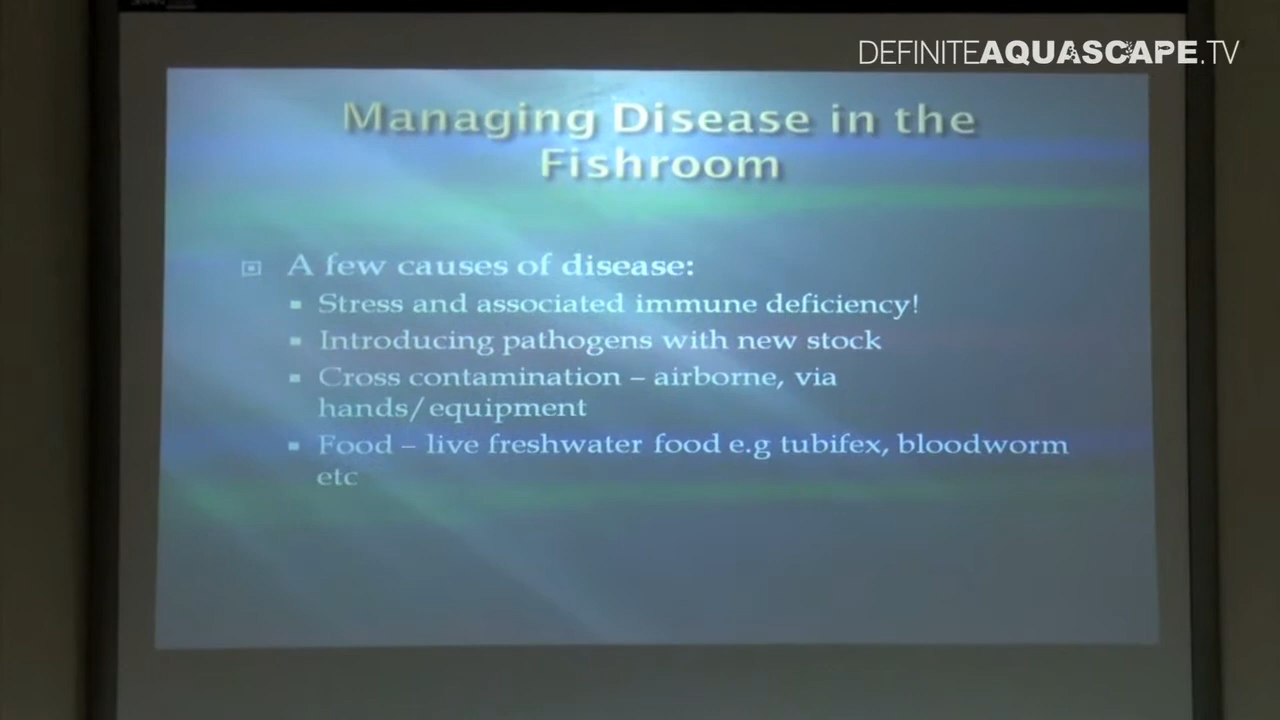 DEFINITEAQUASCAPE.TV
Managing Disease in the
Fishroom
A few causes of disease:
Stress and associated immune deficiency!
Introducing pathogens with new stock
Cross contamination – airborne, via
hands/equipment
Food – live freshwater food e.g tubifex, bloodworm
etc